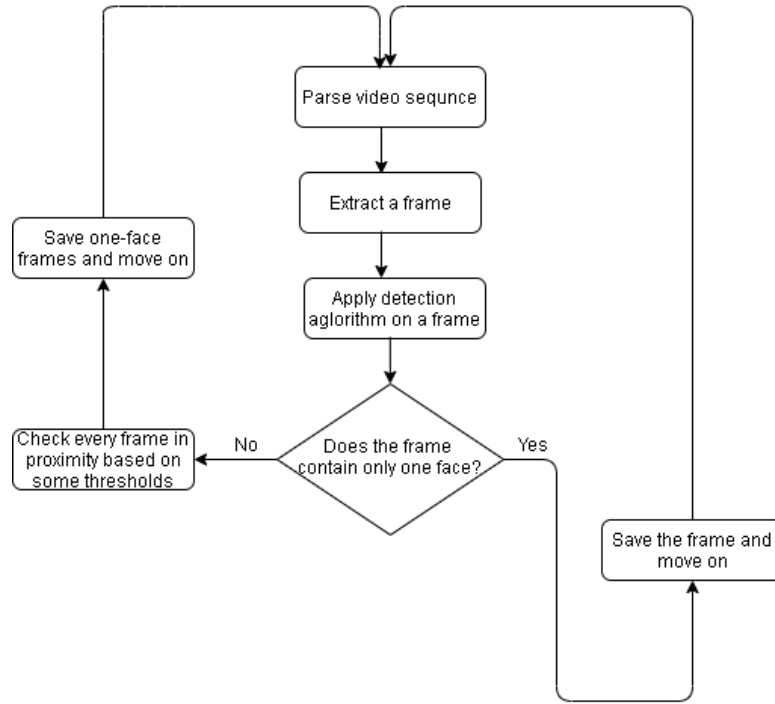 Parse video sequnce
Extract a frame
Save one-face
frames and move on
Apply detection
aglorithm on a frame
Check every frame in
proximity based on
some thresholds
No
Does the frame
contain only one face?
Yes
Save the frame and
move on